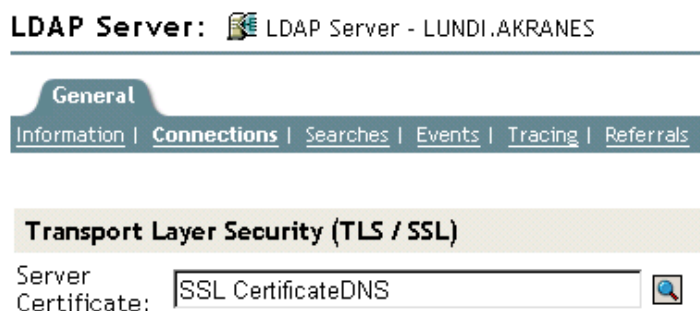 LDAP Server: LDAP Server - LUNDI.AKRANES
General
Information | Connections | Searches | Events | Tracing | Referrals
Transport Layer Security (TLS / SSL)
Server
Certificate:
SSL CertificateDNS